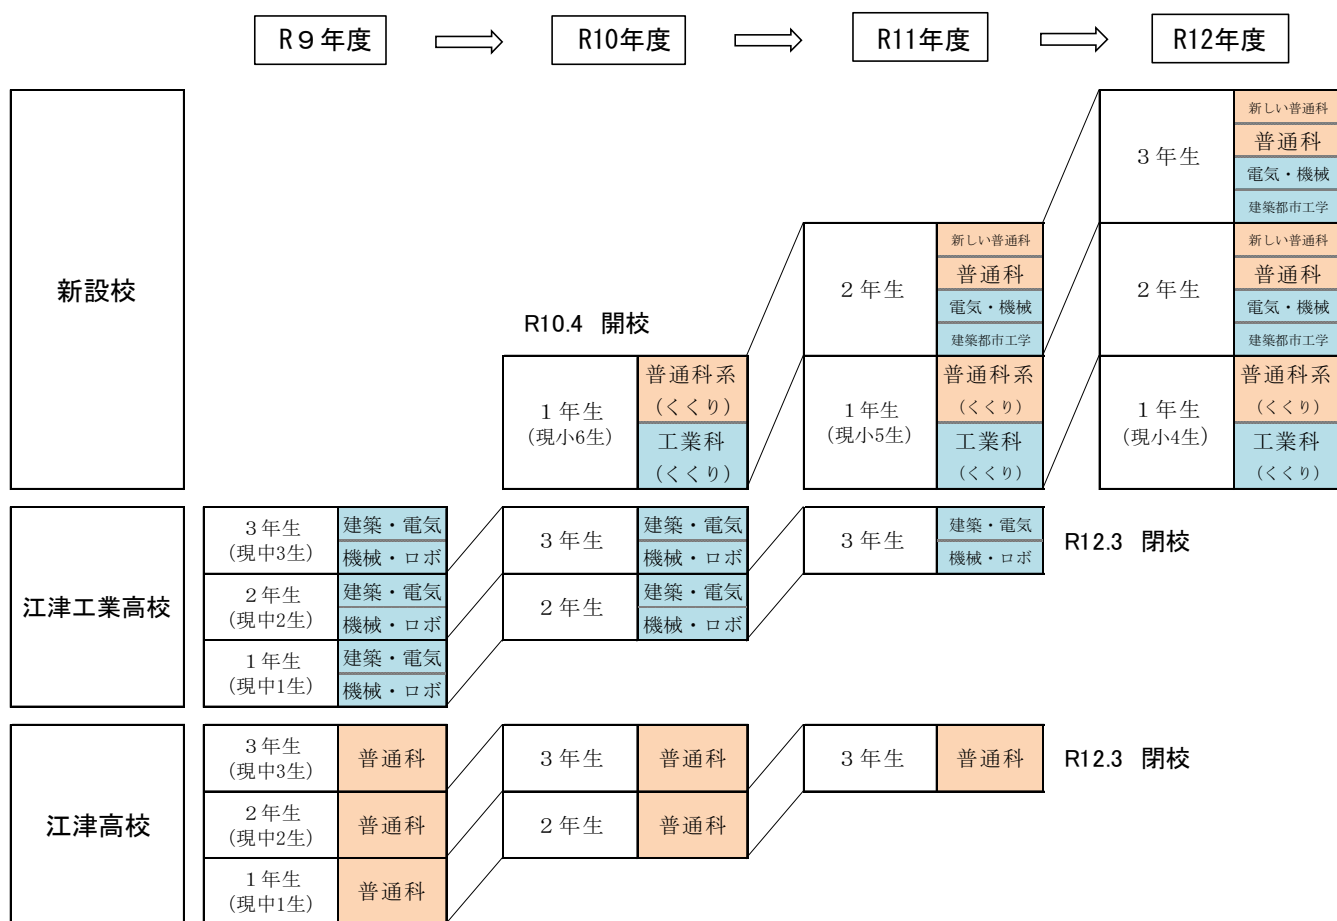 R9年度
R10年度
R11年度
R12年度
新設校
R10.4 開校
1年生
(現小6生)
普通科系
(くくり)
工業科
(くくり)
2年生
新しい普通科
普通科
電気・機械
建築都市工学
1年生
(現小5生)
普通科系
(くくり)
工業科
(くくり)
3年生
新しい普通科
普通科
電気・機械
建築都市工学
2年生
新しい普通科
普通科
電気・機械
建築都市工学
1年生
(現小4生)
普通科系
(くくり)
工業科
(くくり)
江津工業高校
3年生
(現中3生)
建築・電気
機械・ロボ
2年生
(現中2生)
建築・電気
機械・ロボ
1年生
(現中1生)
建築・電気
機械・ロボ
3年生
建築・電気
機械・ロボ
2年生
建築・電気
機械・ロボ
3年生
建築・電気
機械・ロボ
R12.3 閉校
江津高校
3年生
(現中3生)
普通科
2年生
(現中2生)
普通科
1年生
(現中1生)
普通科
3年生
普通科
2年生
普通科
3年生
普通科
R12.3 閉校